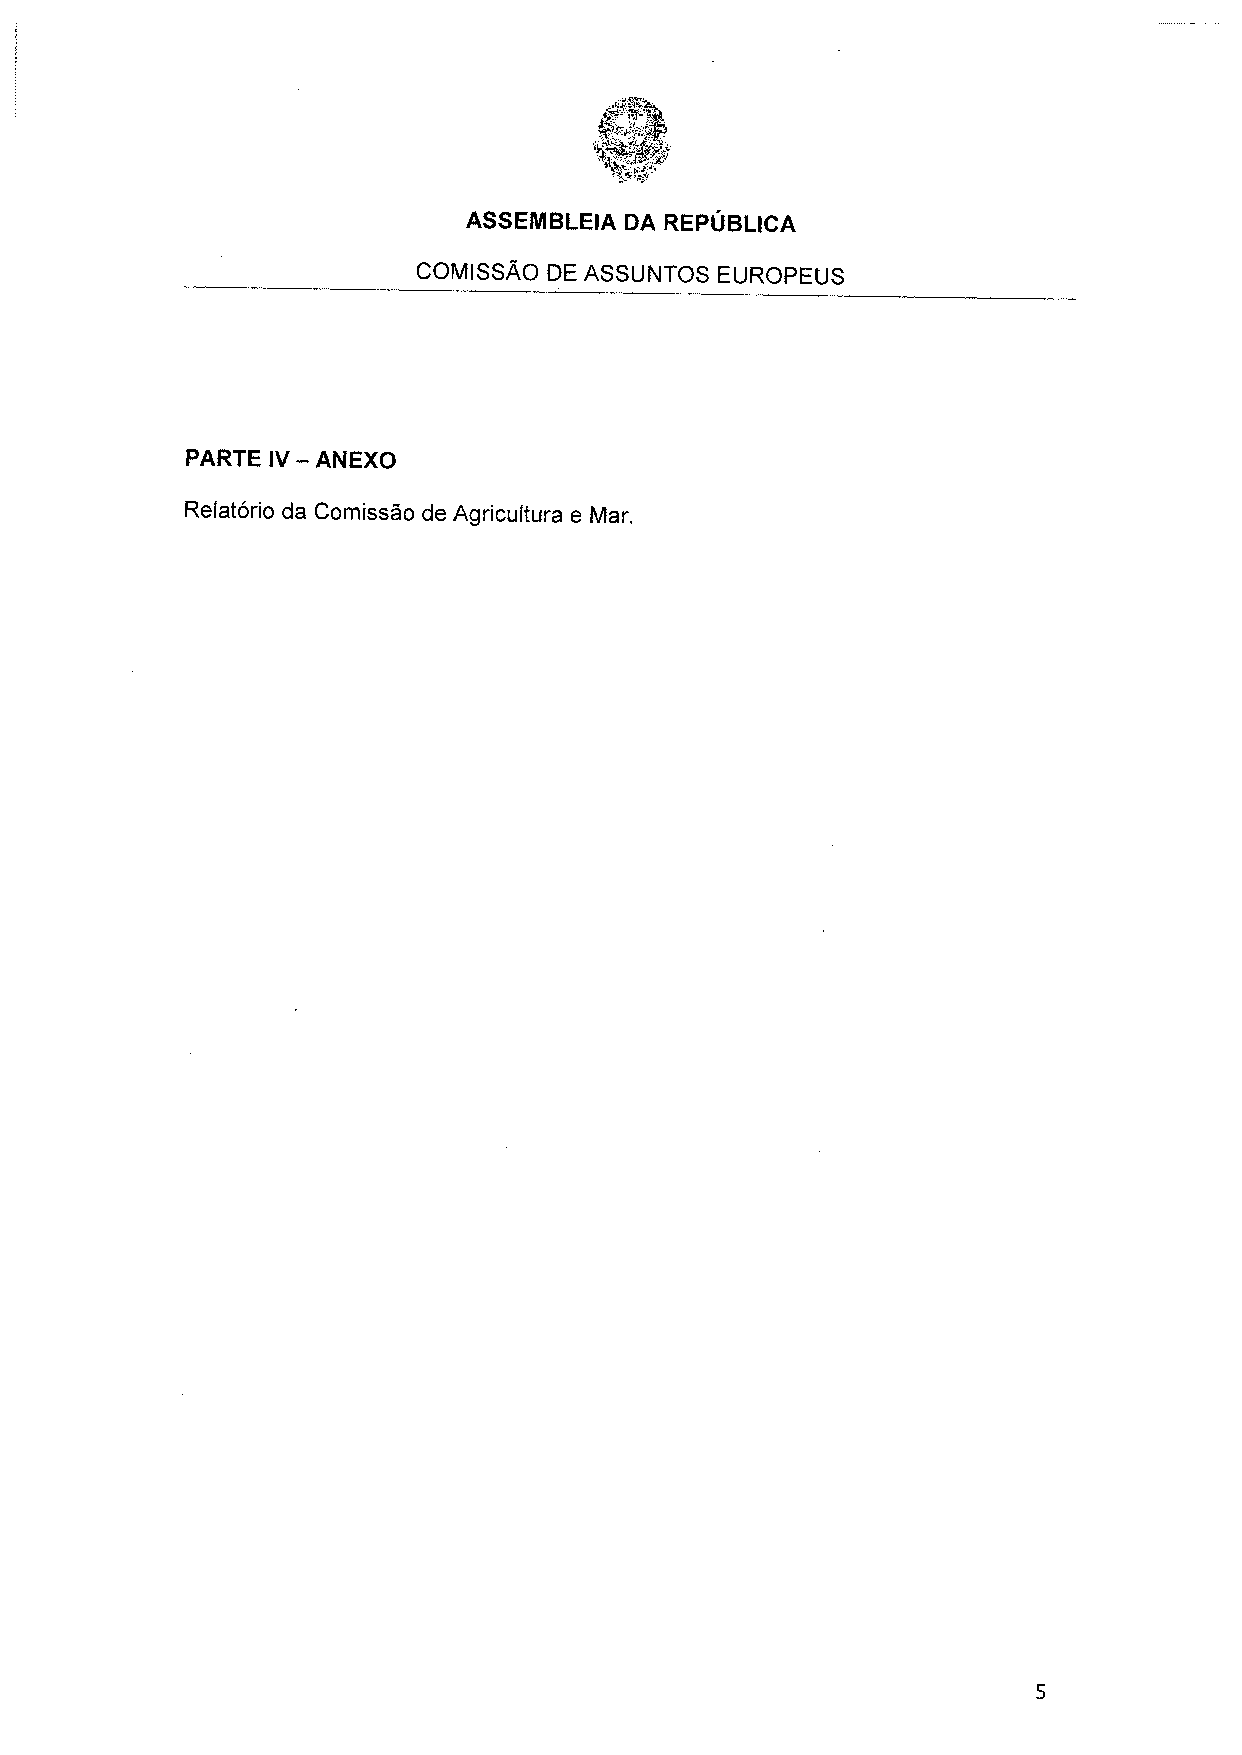 ASSEMBLEIA DA REPÚBLICA
COMISSÃO DE ASSUNTOS EUROPEUS
PARTE IV – ANEXO
Relatório da Comissão de Agricultura e Mar.
5